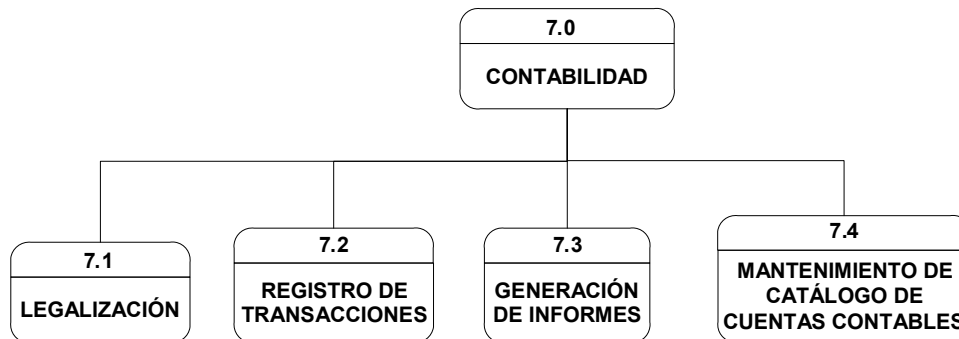 7.0
CONTABILIDAD
7.1
LEGALIZACIÓN
7.2
REGISTRO DE
TRANSACCIONES
7.3
GENERACIÓN
DE INFORMES
7.4
MANTENIMIENTO DE
CATÁLOGO DE
CUENTAS CONTABLES